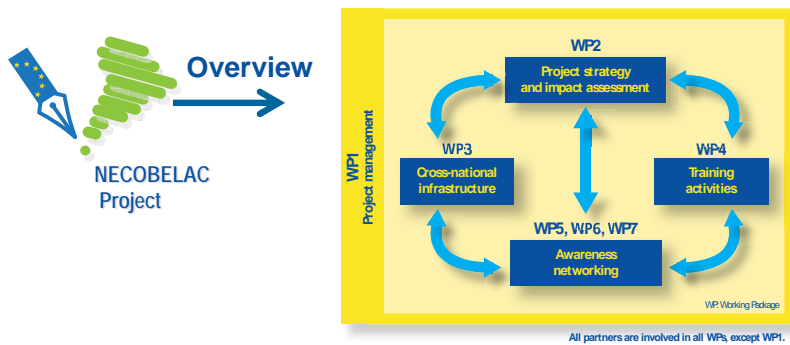 Overview
NECOBELAC
Project
WP1
Project management
WP2
Project strategy
and impact assessment
WP3
Cross-national
infrastructure
WP4
Training
activities
WP5, WP6, WP7
Awareness
networking
WP: Working Package
All partners are involved in all WPs, except WP1.